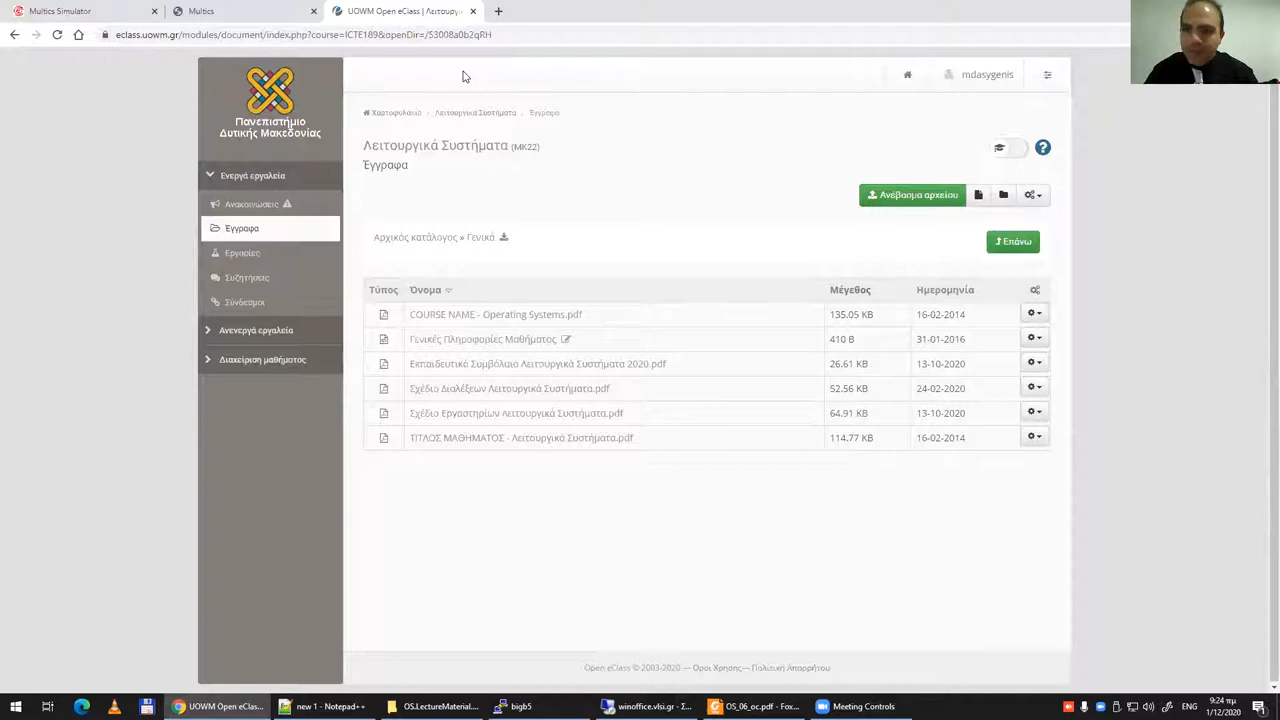 Multics Simulator
Multics
UOWM Open eClass | Λειτουργι
eclass.uowm.gr/modules/document/index.php?course=ICTE189&openDir=/53008a0b2qRH
Πανεπιστήμιο
Δυτικής Μακεδονίας
mdasygenis
Χαρτοφυλάκιο Λειτουργικά Συστήματα Έγγραφα
Λειτουργικά Συστήματα (MK22)
Έγγραφα
Ενεργά εργαλεία
Ανακοινώσεις
Έγγραφα
Εργασίες
Συζητήσεις
Σύνδεσμοι
Ανενεργά εργαλεία
Διαχείριση μαθήματος
Ανέβασμα αρχείου
Αρχικός κατάλογος » Γενικά
Επάνω
Τύπος Όνομα Μέγεθος Ημερομηνία
COURSE NAME - Operating Systems.pdf 135.05 KB 16-02-2014
Γενικές Πληροφορίες Μαθήματος 410 B 31-01-2016
Εκπαιδευτικό Συμβόλαιο Λειτουργικά Συστήματα 2020.pdf 26.61 KB 13-10-2020
Σχέδιο Διαλέξεων Λειτουργικά Συστήματα.pdf 52.56 KB 24-02-2020
Σχέδιο Εργαστηρίων Λειτουργικά Συστήματα.pdf 64.91 KB 13-10-2020
ΤΙΤΛΟΣ ΜΑΘΗΜΑΤΟΣ - Λειτουργικά Συστήματα.pdf 114.77 KB 16-02-2014
Open eClass © 2003-2020 — Όροι Χρήσης — Πολιτική Απορρήτου
UOWM Open eClas...
new 1 - Notepad++
OS.LectureMaterial...
bigb5
winoffice.vlsi.gr - Σ...
OS_06_oc.pdf - Fox...
Meeting Controls
ΕΛ
9:24 πμ
1/12/2020